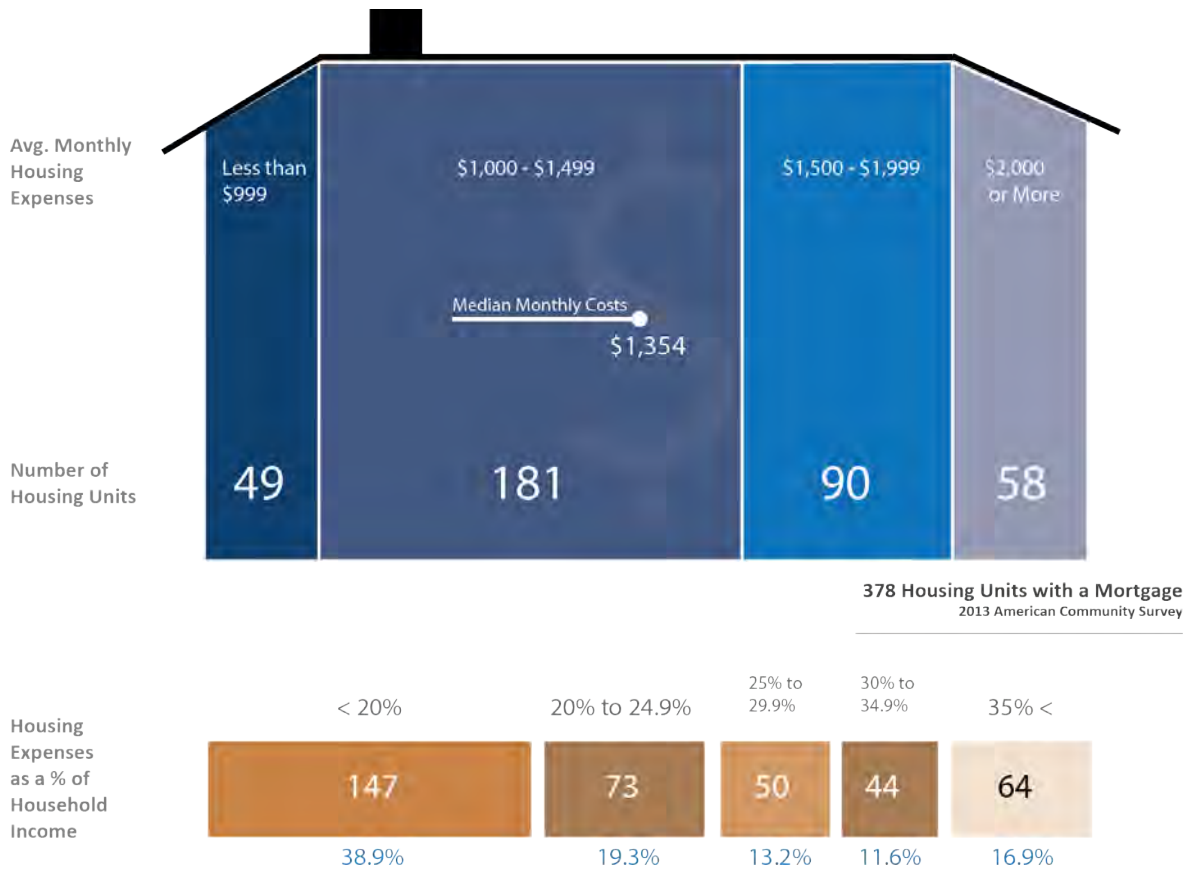 Avg. Monthly
Housing
Expenses
Less than
$999
$1,000 - $1,499
$1,500 - $1,999
$2,000
or More
Median Monthly Costs
$1,354
Number of
Housing Units
49
181
90
58
378 Housing Units with a Mortgage
2013 American Community Survey
Housing
Expenses
as a % of
Household
Income
< 20%
20% to 24.9%
25% to
29.9%
30% to
34.9%
35% <
147
73
50
44
64
38.9%
19.3%
13.2%
11.6%
16.9%